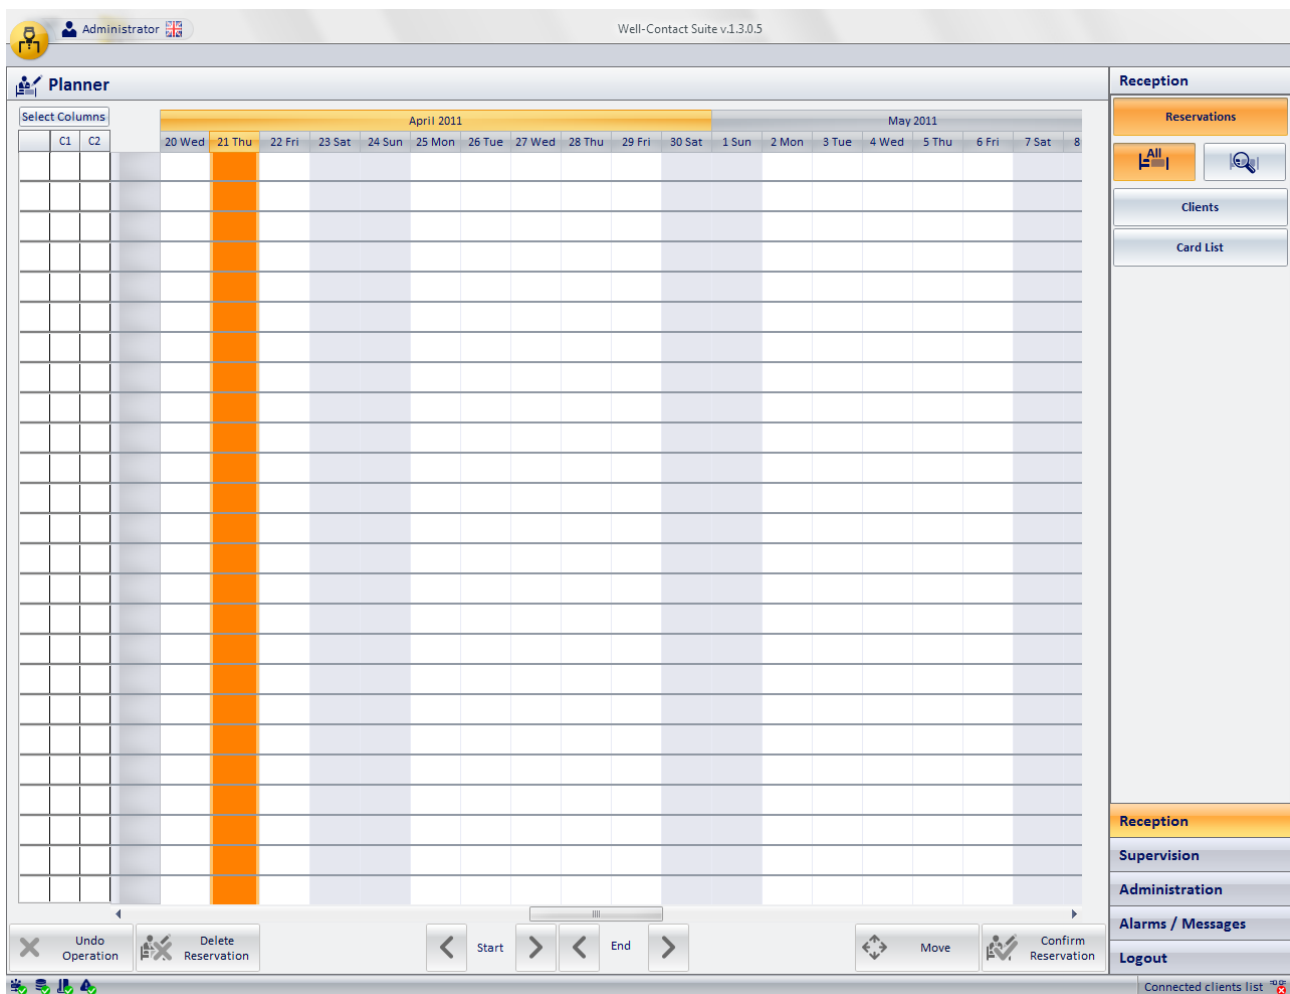 Administrator
Well-Contact Suite v.1.3.0.5
Planner
Reception
Select Columns
April 2011
May 2011
Reservations
C1 C2
20 Wed 21 Thu 22 Fri 23 Sat 24 Sun 25 Mon 26 Tue 27 Wed 28 Thu 29 Fri 30 Sat 1 Sun 2 Mon 3 Tue 4 Wed 5 Thu 6 Fri 7 Sat 8
All
Clients
Card List
Reception
Supervision
Administration
Alarms / Messages
Logout
Undo
Operation
Delete
Reservation
Start
End
Move
Confirm
Reservation
Connected clients list